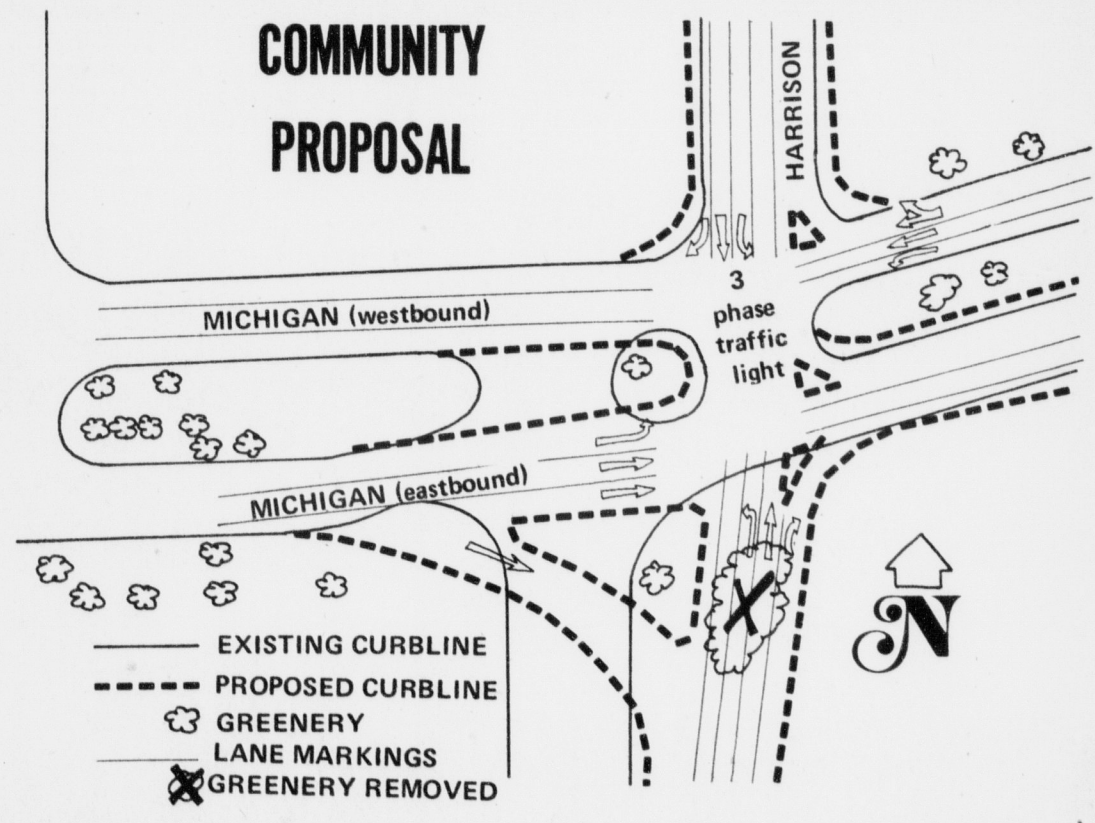 COMMUNITY
PROPOSAL
HARRISON
3
phase
traffic
light
MICHIGAN (westbound)
MICHIGAN (eastbound)
N
EXISTING CURBLINE
PROPOSED CURBLINE
GREENERY
LANE MARKINGS
GREENERY REMOVED